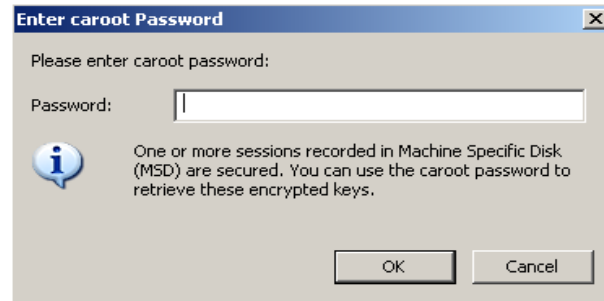 Enter caroot Password
Please enter caroot password:
Password:
One or more sessions recorded in Machine Specific Disk
(MSD) are secured. You can use the caroot password to
retrieve these encrypted keys.
OK Cancel